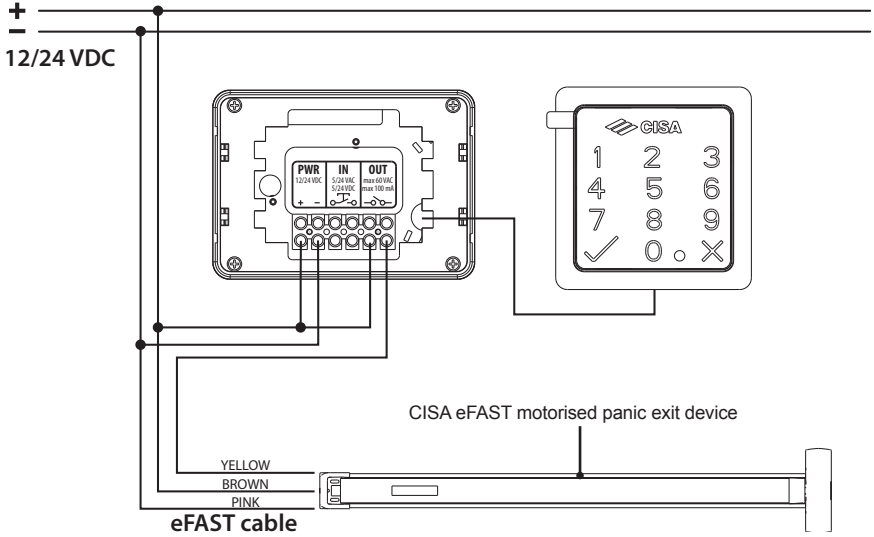 +
−
12/24 VDC
PWR IN OUT
12/24 VDC 5/24 VAC max 60 VAC
5/24 VDC max 100 mA
+ −
CISA
1 2 3
4 5 6
7 8 9
0
CISA eFAST motorised panic exit device
YELLOW
BROWN
PINK
eFAST cable